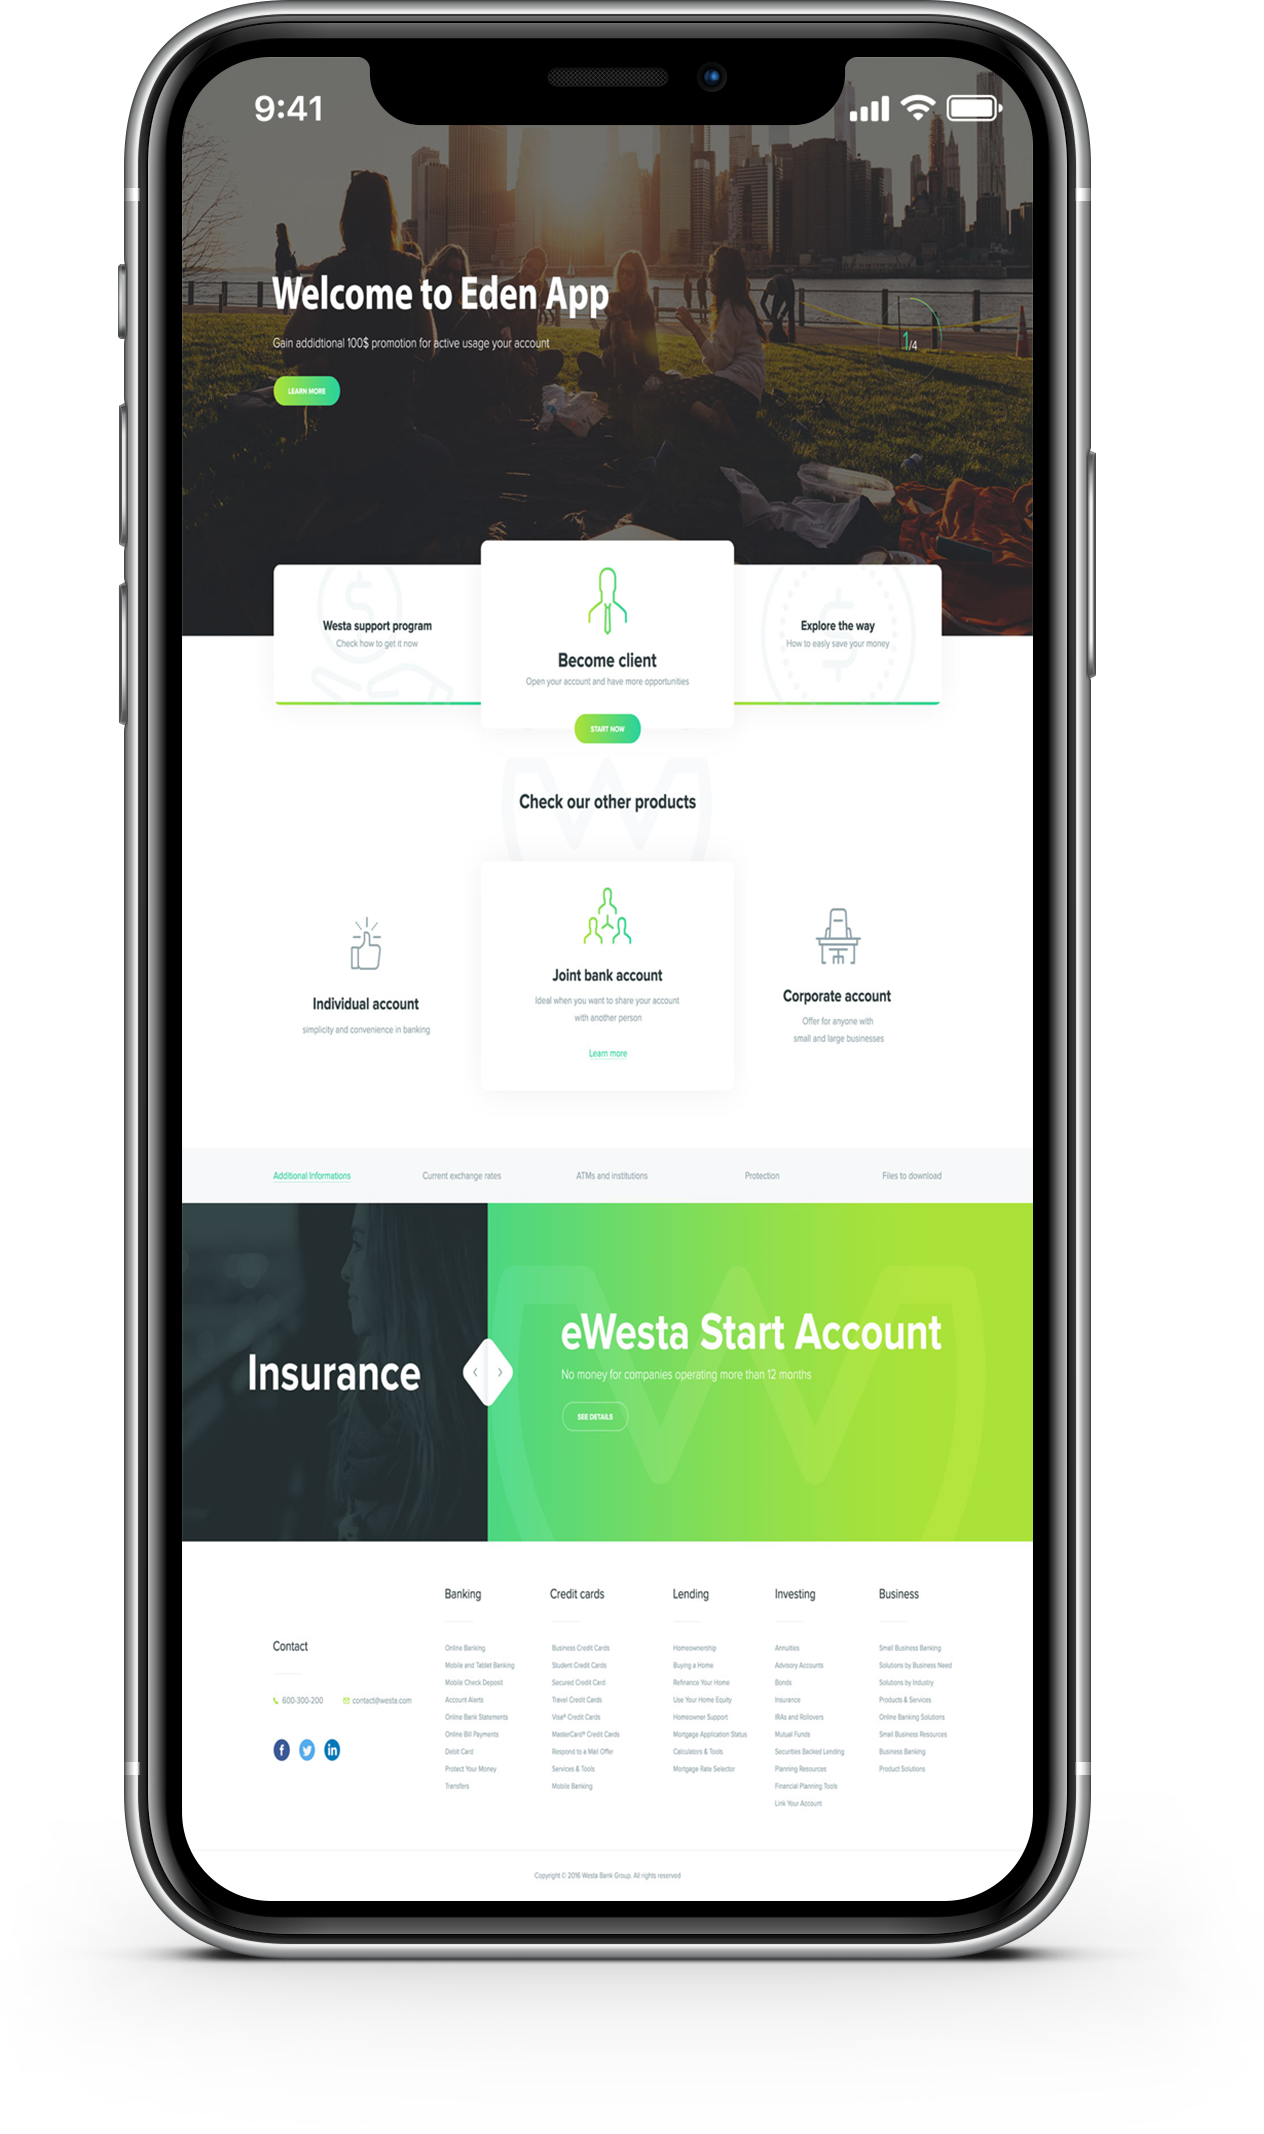 9:41
Welcome to Eden App
Gain addidtional 100$ promotion for active usage your account
LEARN MORE
1/4
Westa support program
Check how to get it now
Become client
Open your account and have more opportunities
START NOW
Explore the way
How to easly save your money
Check our other products
Individual account
simplicity and convenience in banking
Joint bank account
Ideal when you want to share your account
with another person
Learn more
Corporate account
Offer for anyone with
small and large businesses
Additional Informations
Current exchange rates
ATMs and institutions
Protection
Files to download
Insurance
eWesta Start Account
No money for companies operating more than 12 months
SEE DETAILS
Contact
600-300-200
contact@westa.com
Banking
Online Banking
Mobile and Tablet Banking
Mobile Check Deposit
Account Alerts
Online Bank Statements
Online Bill Payments
Debit Card
Protect Your Money
Transfers
Credit cards
Business Credit Cards
Student Credit Cards
Secured Credit Card
Travel Credit Cards
Visa® Credit Cards
MasterCard® Credit Cards
Respond to a Mail Offer
Services & Tools
Mobile Banking
Lending
Homeownership
Buying a Home
Refinance Your Home
Use Your Home Equity
Homeowner Support
Mortgage Application Status
Calculators & Tools
Mortgage Rate Selector
Investing
Annuities
Advisory Accounts
Bonds
Insurance
IRAs and Rollovers
Mutual Funds
Securities Backed Lending
Planning Resources
Financial Planning Tools
Link Your Account
Business
Small Business Banking
Solutions by Business Need
Solutions by Industry
Products & Services
Online Banking Solutions
Small Business Resources
Business Banking
Product Solutions
Copyright © 2016 Westa Bank Group. All rights reserved